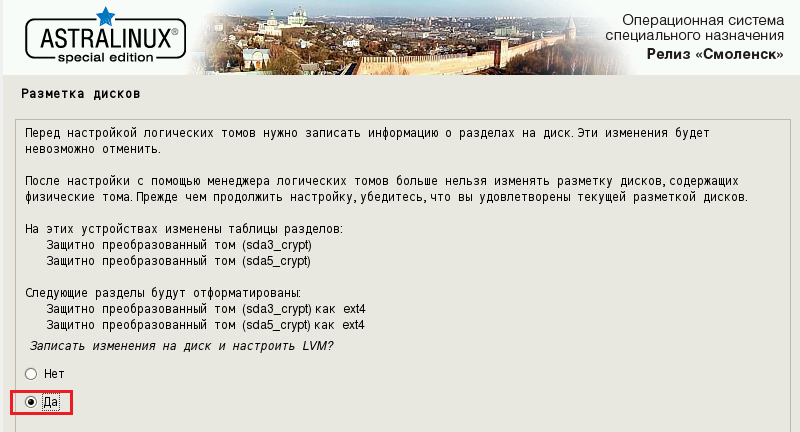 ASTRALINUX®
special edition
Операционная система
специального назначения
Релиз «Смоленск»
Разметка дисков
Перед настройкой логических томов нужно записать информацию о разделах на диск. Эти изменения будет
невозможно отменить.
После настройки с помощью менеджера логических томов больше нельзя изменять разметку дисков, содержащих
физические тома. Прежде чем продолжить настройку, убедитесь, что вы удовлетворены текущей разметкой дисков.
На этих устройствах изменены таблицы разделов:
Защитно преобразованный том (sda3_crypt)
Защитно преобразованный том (sda5_crypt)
Следующие разделы будут отформатированы:
Защитно преобразованный том (sda3_crypt) как ext4
Защитно преобразованный том (sda5_crypt) как ext4
Записать изменения на диск и настроить LVM?
Нет
Да